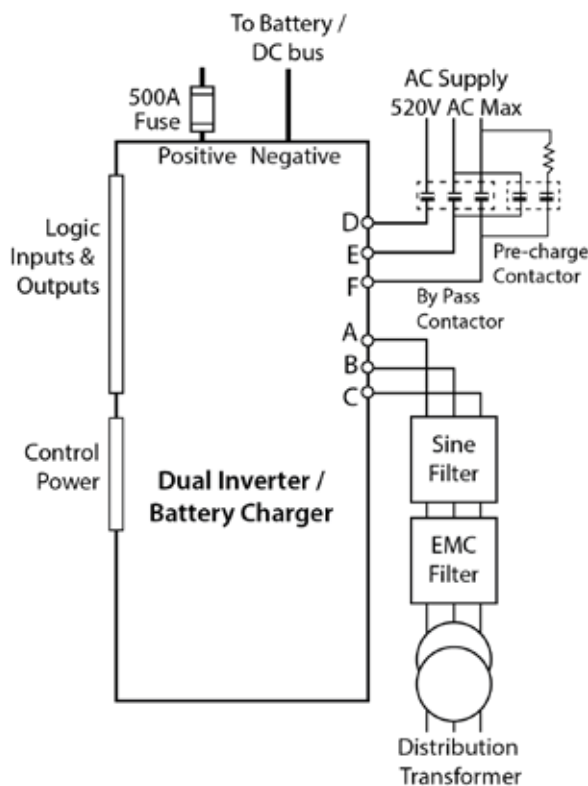 To Battery /
DC bus
500A
Fuse
AC Supply
520V AC Max
Positive
Negative
Logic
Inputs &
Outputs
D
E
F
Pre-charge
Contactor
By Pass
Contactor
A
B
C
Control
Power
Dual Inverter /
Battery Charger
Sine
Filter
EMC
Filter
Distribution
Transformer